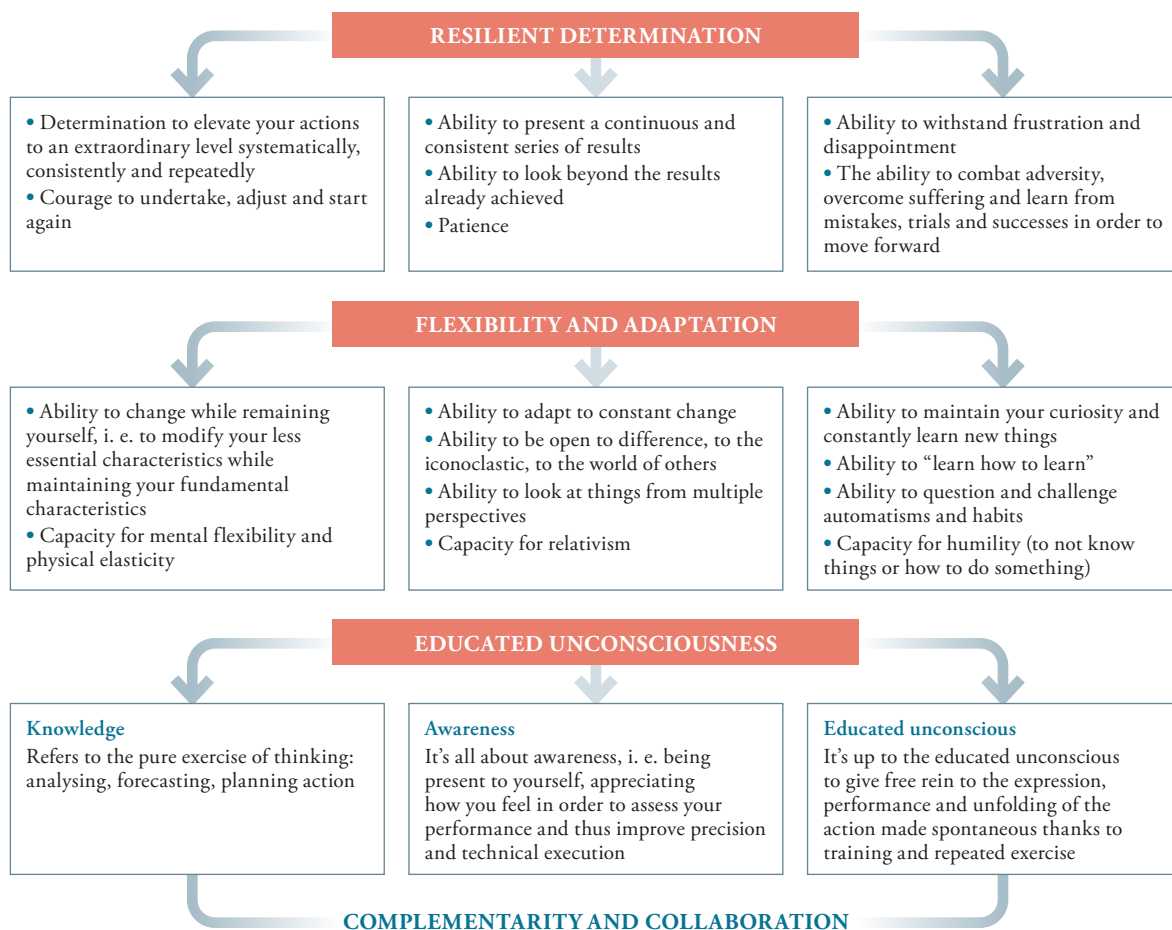 RESILIENT DETERMINATION
• Determination to elevate your actions
to an extraordinary level systematically,
consistently and repeatedly
• Courage to undertake, adjust and start
again
• Ability to present a continuous and
consistent series of results
• Ability to look beyond the results
already achieved
• Patience
• Ability to withstand frustration and
disappointment
• The ability to combat adversity,
overcome suffering and learn from
mistakes, trials and successes in order to
move forward
FLEXIBILITY AND ADAPTATION
• Ability to change while remaining
yourself, i. e. to modify your less
essential characteristics while
maintaining your fundamental
characteristics
• Capacity for mental flexibility and
physical elasticity
• Ability to adapt to constant change
• Ability to be open to difference, to the
iconoclastic, to the world of others
• Ability to look at things from multiple
perspectives
• Capacity for relativism
• Ability to maintain your curiosity and
constantly learn new things
• Ability to “learn how to learn”
• Ability to question and challenge
automatisms and habits
• Capacity for humility (to not know
things or how to do something)
EDUCATED UNCONSCIOUSNESS
Knowledge
Refers to the pure exercise of thinking:
analysing, forecasting, planning action
Awareness
It’s all about awareness, i. e. being
present to yourself, appreciating
how you feel in order to assess your
performance and thus improve precision
and technical execution
Educated unconscious
It’s up to the educated unconscious
to give free rein to the expression,
performance and unfolding of the
action made spontaneous thanks to
training and repeated exercise
COMPLEMENTARITY AND COLLABORATION